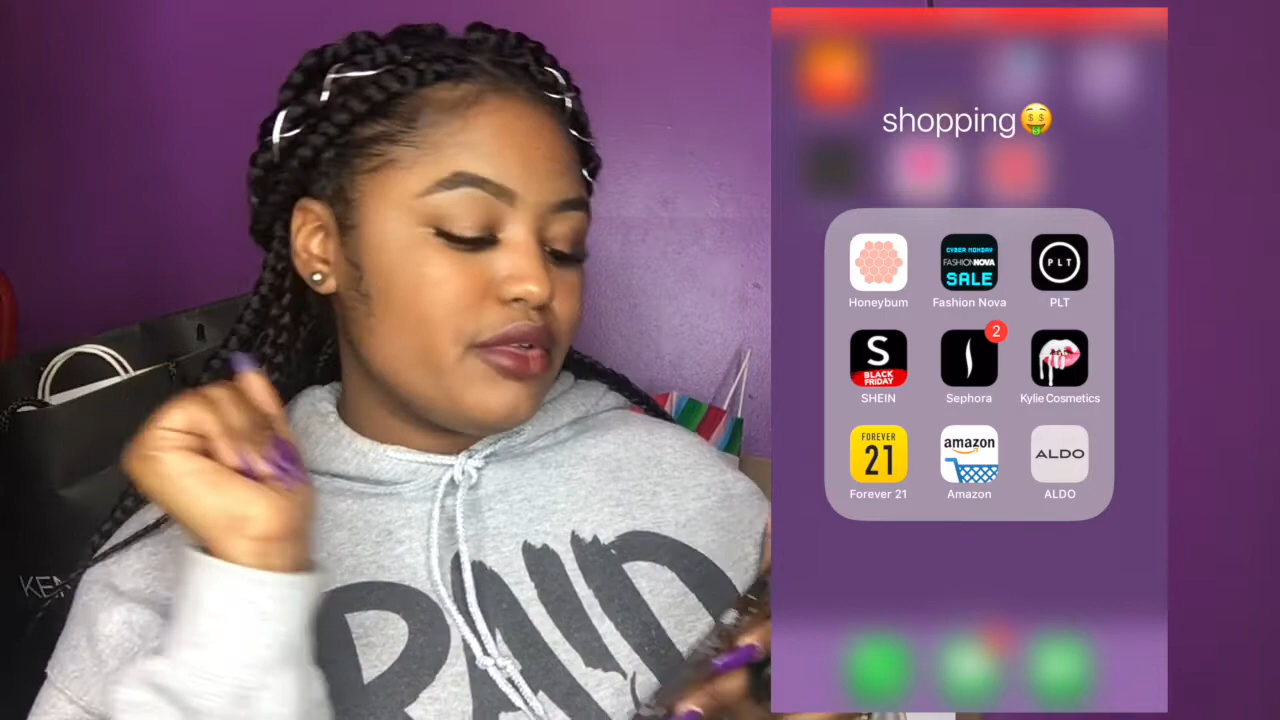 shopping🤑
Honeybum
CYBER MONDAY
FASHIONNOVA
SALE
Fashion Nova
PLT
PLT
S
BLACK
FRIDAY
SHEIN
2
Sephora
Kylie Cosmetics
FOREVER
21
Forever 21
amazon
Amazon
ALDO
ALDO
RAID